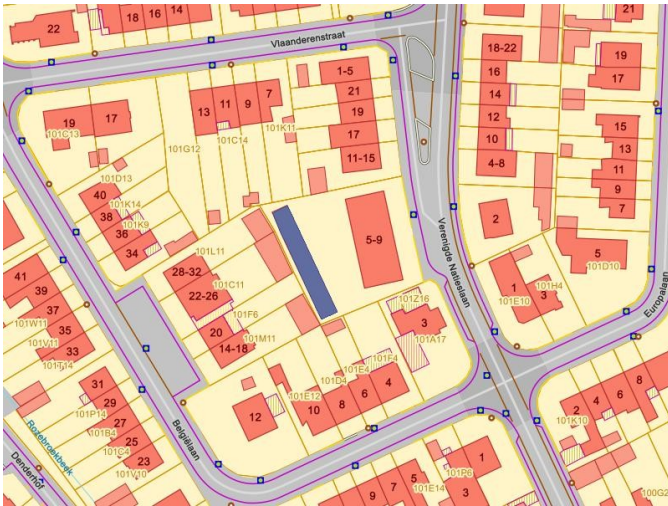 22
18
16
14
Vlaanderenstraat
21
18-22
16
14
12
10
4-8
19
17
1-5
21
19
17
11-15
13
11
9
7
101K11
101C14
101G12
19
17
101C13
101D13
15
13
11
9
7
40
101K14
38
101K9
36
34
2
5
101D10
101L11
28-32
101C11
22-26
101F6
20
101M11
14-18
5-9
Verenigde Natieslaan
1
101H4
3
101E10
Europalaan
41
39
37
101W11
35
101V11
33
101T14
101Z16
3
101A17
101F4
101E4
101D4
101E12
4
6
8
10
12
31
101P14
29
101B4
27
101C4
25
101V10
23
Belgiëlaan
Rozebroekbeek
Denderhof
8
6
4
2
101K10
1
101P6
3
101E14
5
7
9
100G2